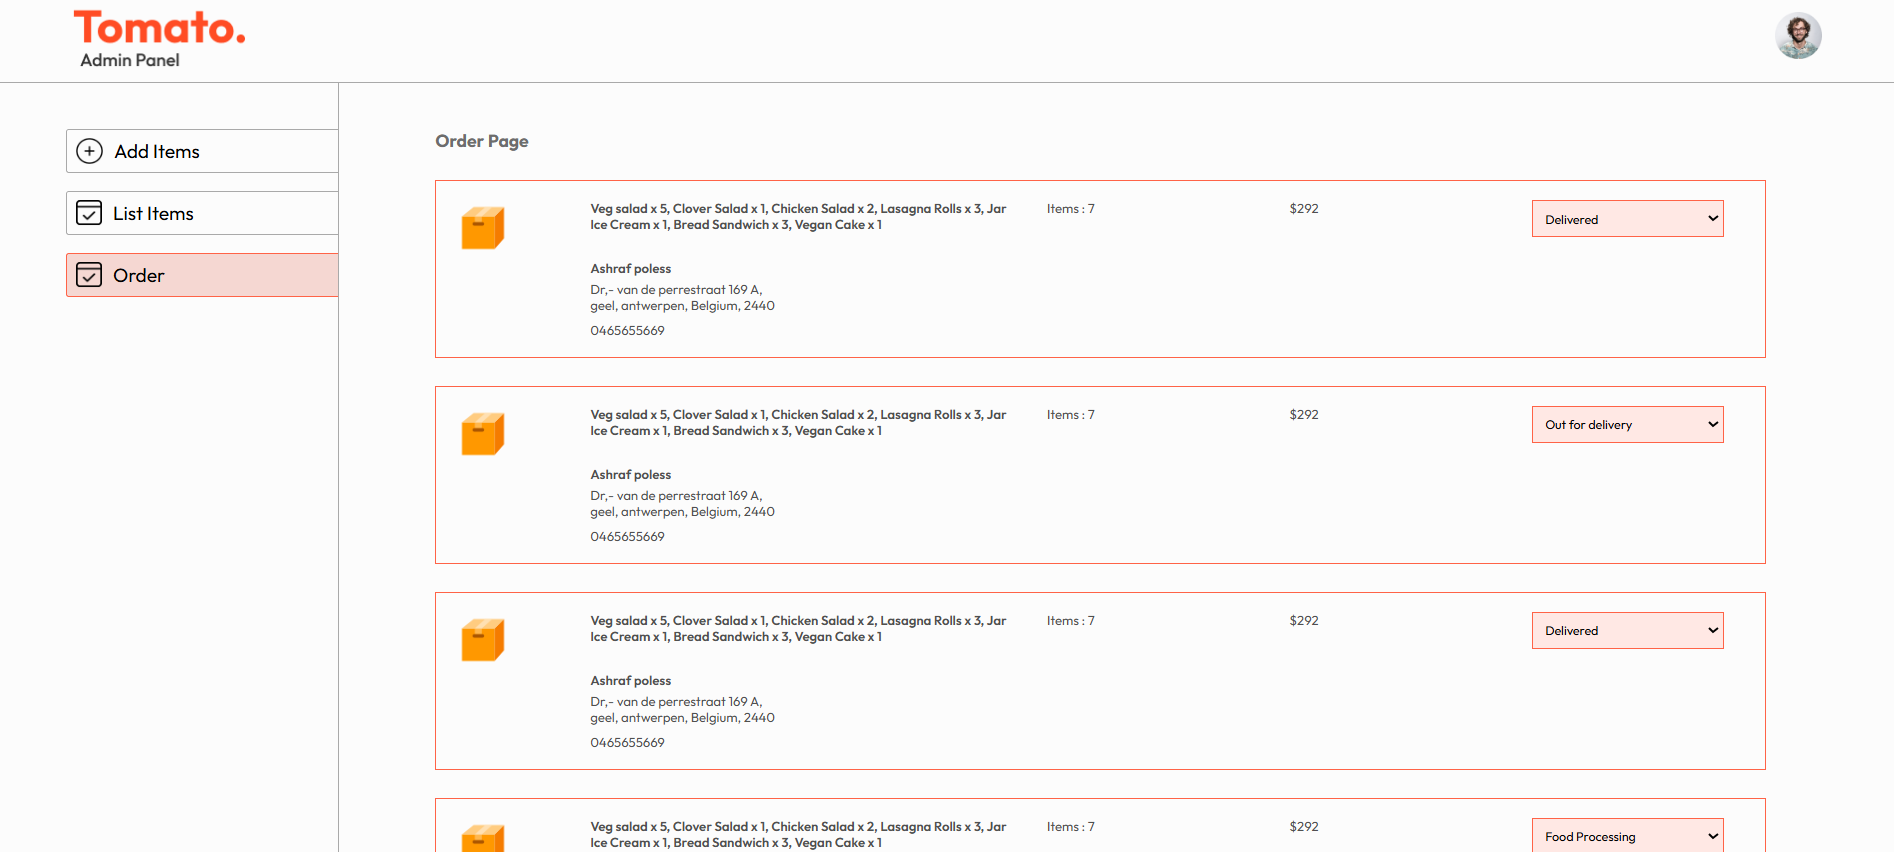 Tomato.
Admin Panel
Add Items
List Items
Order
Order Page
Veg salad x 5, Clover Salad x 1, Chicken Salad x 2, Lasagna Rolls x 3, Jar
Ice Cream x 1, Bread Sandwich x 3, Vegan Cake x 1
Items : 7
$292
Delivered
Ashraf poless
Dr,- van de perrestraat 169 A,
geel, antwerpen, Belgium, 2440
0465655669
Veg salad x 5, Clover Salad x 1, Chicken Salad x 2, Lasagna Rolls x 3, Jar
Ice Cream x 1, Bread Sandwich x 3, Vegan Cake x 1
Items : 7
$292
Out for delivery
Ashraf poless
Dr,- van de perrestraat 169 A,
geel, antwerpen, Belgium, 2440
0465655669
Veg salad x 5, Clover Salad x 1, Chicken Salad x 2, Lasagna Rolls x 3, Jar
Ice Cream x 1, Bread Sandwich x 3, Vegan Cake x 1
Items : 7
$292
Delivered
Ashraf poless
Dr,- van de perrestraat 169 A,
geel, antwerpen, Belgium, 2440
0465655669
Veg salad x 5, Clover Salad x 1, Chicken Salad x 2, Lasagna Rolls x 3, Jar
Ice Cream x 1, Bread Sandwich x 3, Vegan Cake x 1
Items : 7
$292
Food Processing